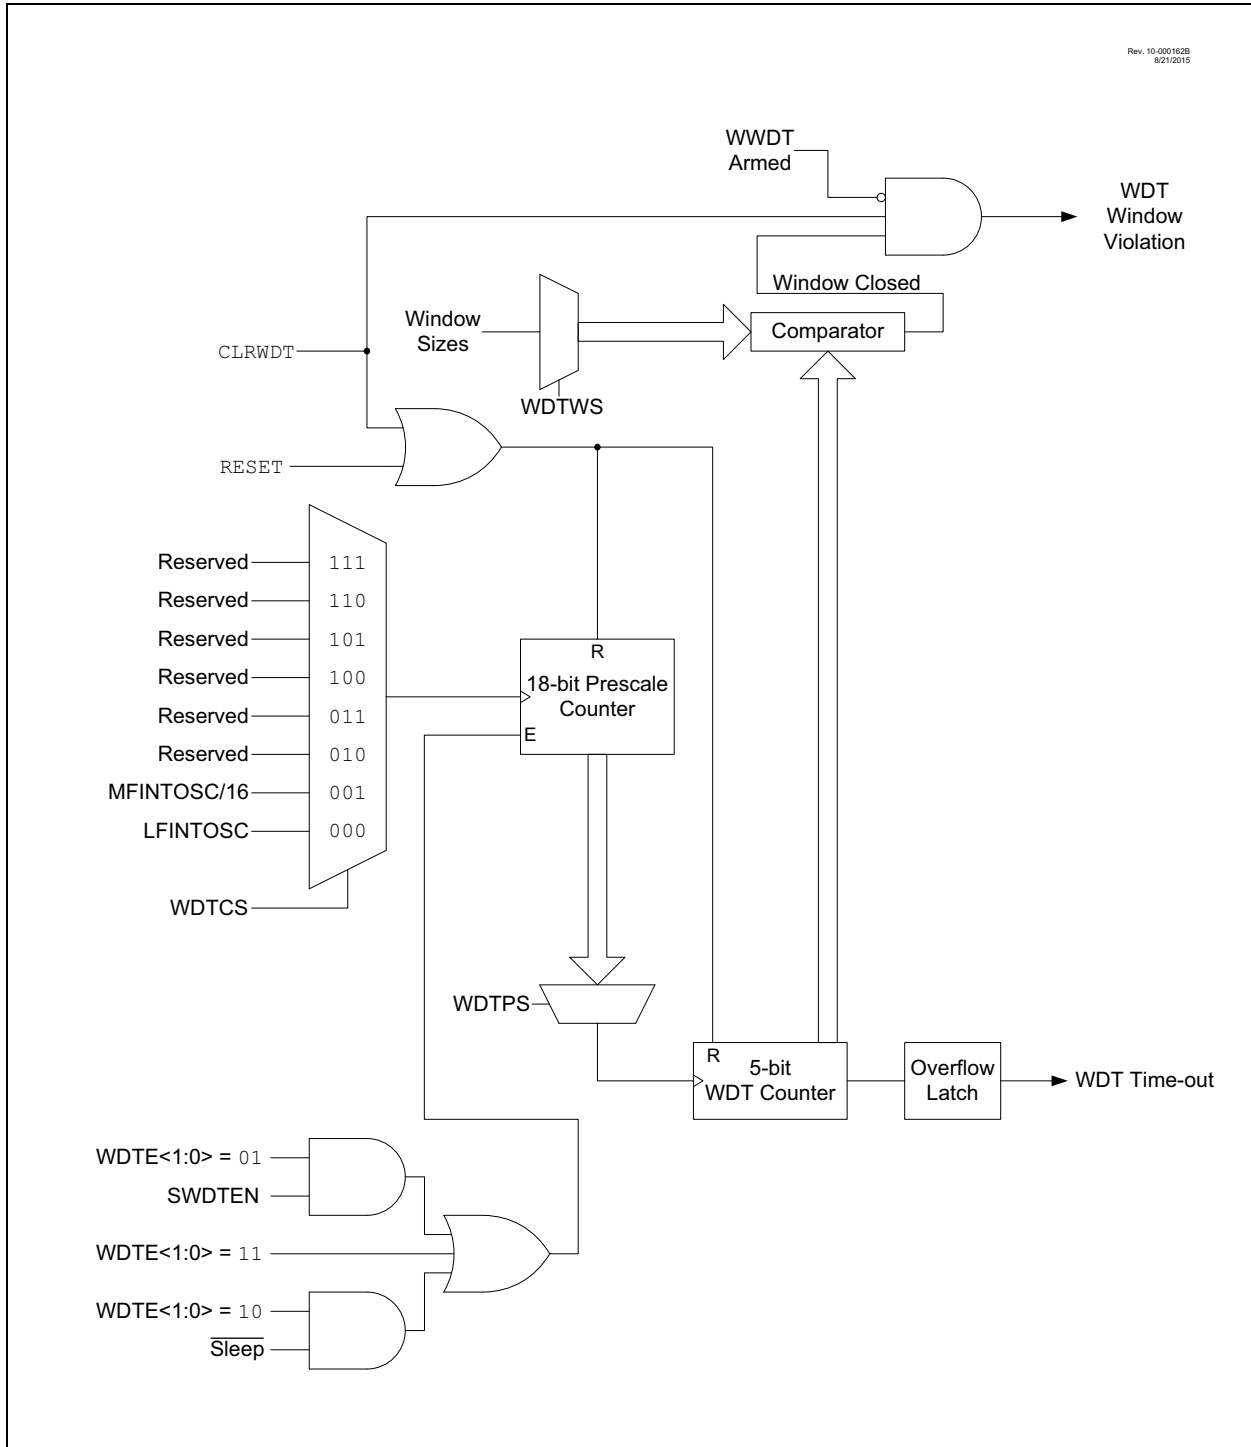 Rev. 10-000162B
8/21/2015
WWDT
Armed
WDT
Window
Violation
Window Closed
Window
Sizes
Comparator
CLRWDT
WDTWS
RESET
Reserved 111
Reserved 110
Reserved 101
Reserved 100
Reserved 011
Reserved 010
MFINTOSC/16 001
LFINTOSC 000
WDTCS
R
18-bit Prescale
Counter
E
WDTPS
R
5-bit
WDT Counter
Overflow
Latch
WDT Time-out
WDTE<1:0> = 01
SWDTEN
WDTE<1:0> = 11
WDTE<1:0> = 10
Sleep